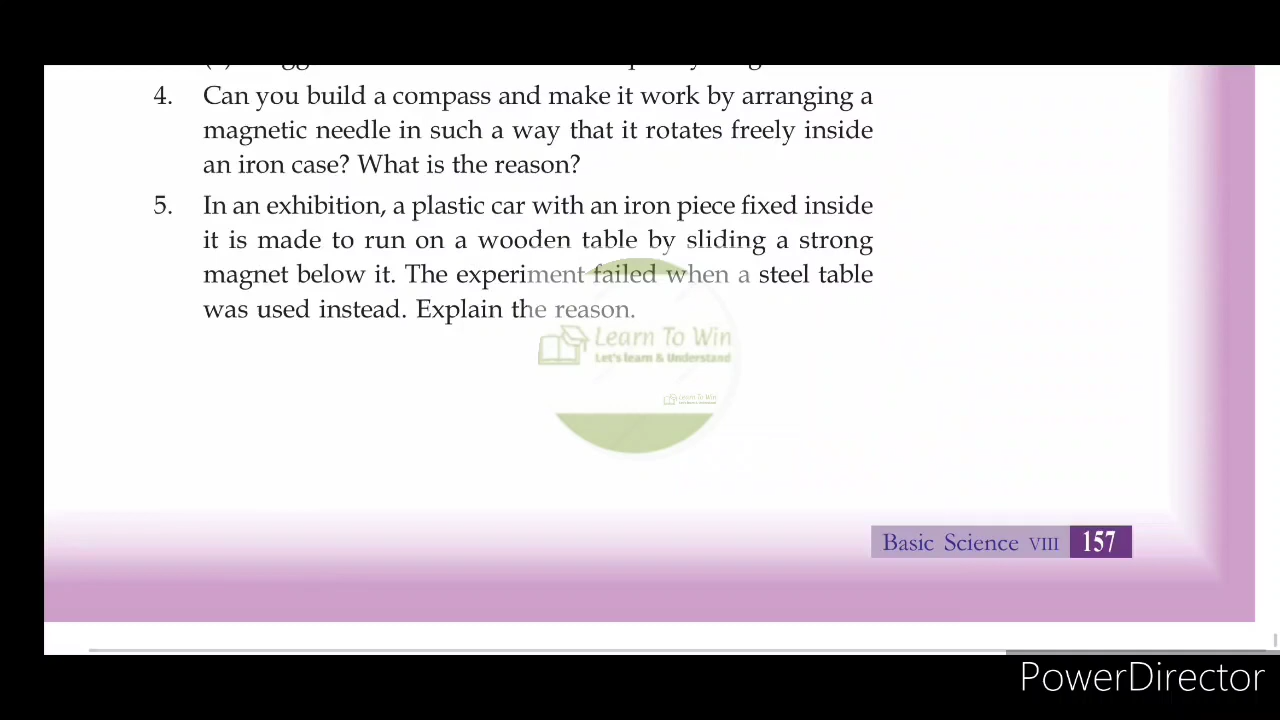 4. Can you build a compass and make it work by arranging a
magnetic needle in such a way that it rotates freely inside
an iron case? What is the reason?
5. In an exhibition, a plastic car with an iron piece fixed inside
it is made to run on a wooden table by sliding a strong
magnet below it. The experiment failed when a steel table
was used instead. Explain the reason.
Learn To Win
Let's learn & Understand
Learn To Win
Basic Science VIII 157
PowerDirector